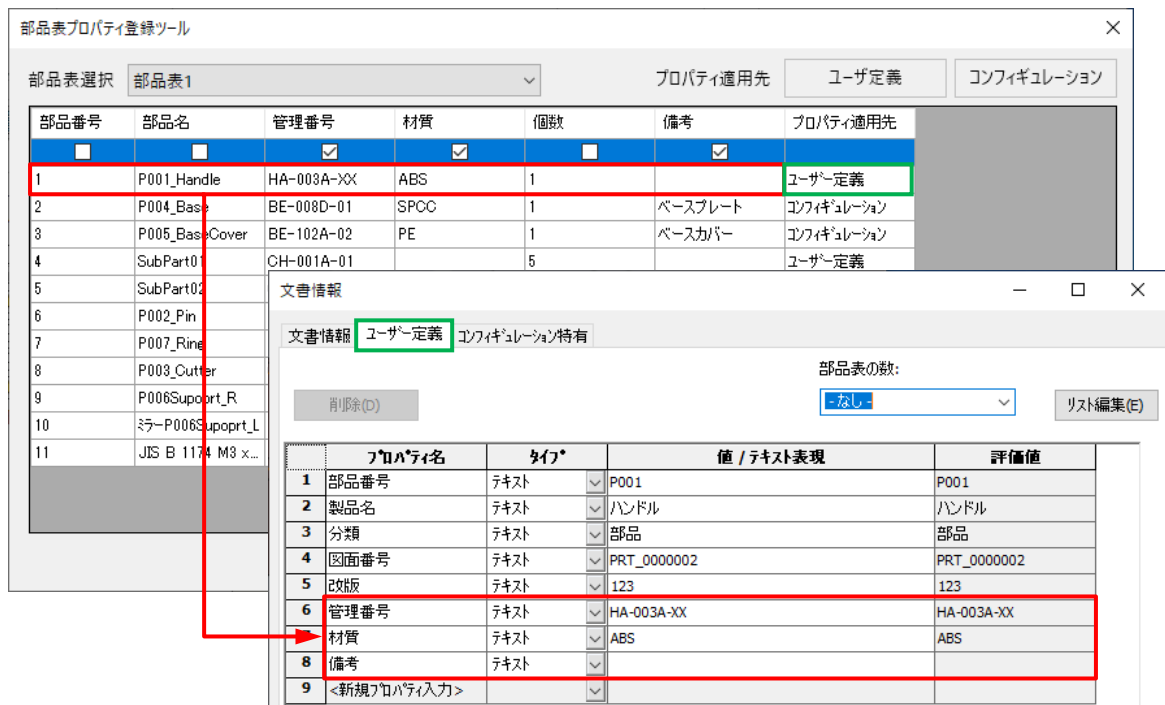 部品表プロパティ登録ツール
部品表選択 部品表1 プロパティ適用先 ユーザ定義 コンフィギュレーション
部品番号 部品名 管理番号 材質 個数 備考 プロパティ適用先
1 P001_Handle HA-003A-XX ABS 1 ユーザー定義
2 P004_Base BE-008D-01 SPCC 1 ベースプレート コンフィギュレーション
3 P005_BaseCover BE-102A-02 PE 1 ベースカバー コンフィギュレーション
4 SubPart01 CH-001A-01 5 ユーザー定義
5 SubPart02
6 P002_Pin
7 P007_Rine
8 P003_Cutter
9 P006Supoort_R
10 ミラーP006Supoprt_L
11 JIS B 1174 M3 x...
文書情報
文書情報 ユーザー定義 コンフィギュレーション特有
部品表の数:
削除(D) - なし - リスト編集(E)
プロパティ名 タイプ 値 / テキスト表現 評価値
1 部品番号 テキスト P001 P001
2 製品名 テキスト ハンドル ハンドル
3 分類 テキスト 部品 部品
4 図面番号 テキスト PRT_0000002 PRT_0000002
5 改版 テキスト 123 123
6 管理番号 テキスト HA-003A-XX HA-003A-XX
材質 テキスト ABS ABS
8 備考 テキスト
9 <新規プロパティ入力>